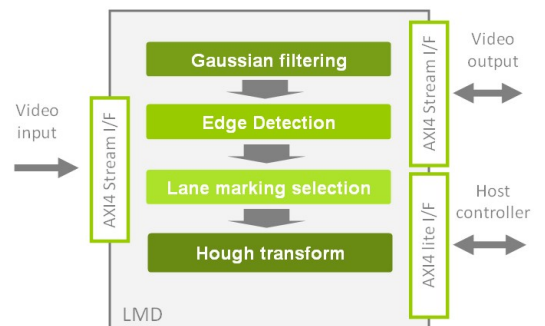 Gaussian filtering
Edge Detection
Lane marking selection
Hough transform
Video
input
AXI4 Stream I/F
AXI4 Stream I/F
Video
output
AXI4 lite I/F
Host
controller
LMD